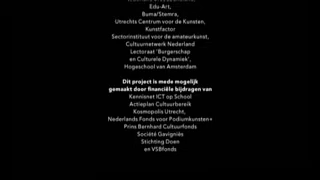 Edu-Art,
Buma/Stemra,
Utrechts Centrum voor de Kunsten,
Kunstfactor
Sectorinstituut voor de amateurkunst,
Cultuurnetwerk Nederland
Lectoraat 'Burgerschap
en Culturele Dynamiek',
Hogeschool van Amsterdam
Dit project is mede mogelijk
gemaakt door financiële bijdragen van
Kennisnet ICT op School
Actieplan Cultuurbereik
Kosmopolis Utrecht,
Nederlands Fonds voor Podiumkunsten+
Prins Bernhard Cultuurfonds
Société Gavigniès
Stichting Doen
en VSBfonds